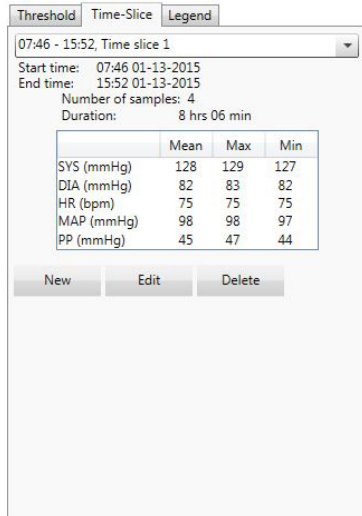 Threshold Time-Slice Legend
07:46 - 15:52, Time slice 1
Start time: 07:46 01-13-2015
End time: 15:52 01-13-2015
Number of samples: 4
Duration: 8 hrs 06 min
Mean Max Min
SYS (mmHg) 128 129 127
DIA (mmHg) 82 83 82
HR (bpm) 75 75 75
MAP (mmHg) 98 98 97
PP (mmHg) 45 47 44
New Edit Delete